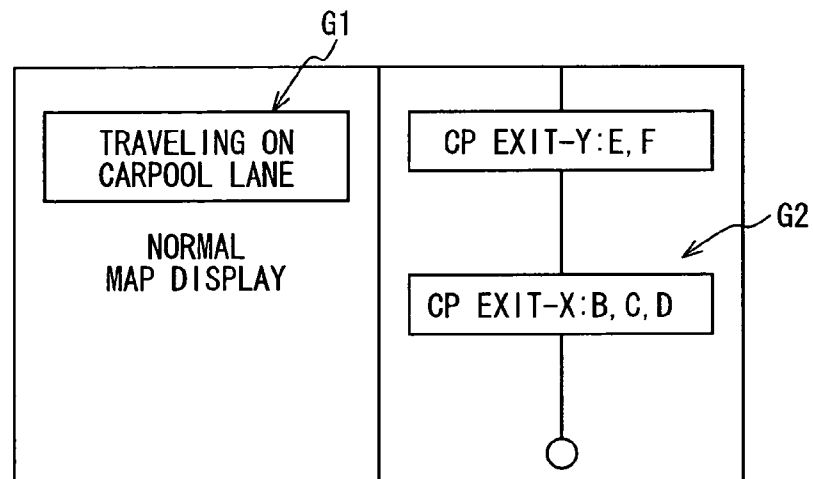 G1
TRAVELING ON
CARPOOL LANE
NORMAL
MAP DISPLAY
CP EXIT-Y:E,F
G2
CP EXIT-X:B,C,D